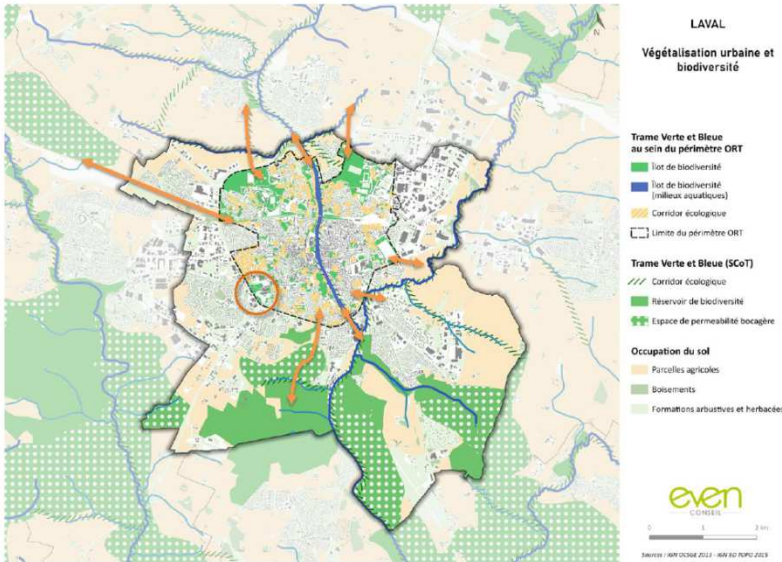 LAVAL
Végétalisation urbaine et
biodiversité
N
Trame Verte et Bleue
au sein du périmètre ORT
Îlot de biodiversité
Îlot de biodiversité
(milieux aquatiques)
Corridor écologique
Limite du périmètre ORT
Trame Verte et Bleue (SCoT)
Corridor écologique
Réservoir de biodiversité
Espace de permeabilité bocagère
Occupation du sol
Parcelles agricoles
Boisements
Formations arbustives et herbacées
even
CONSEIL
0 1 2 km
Sources : IGN OCSGE 2013 - IGN BD TOPO 2019